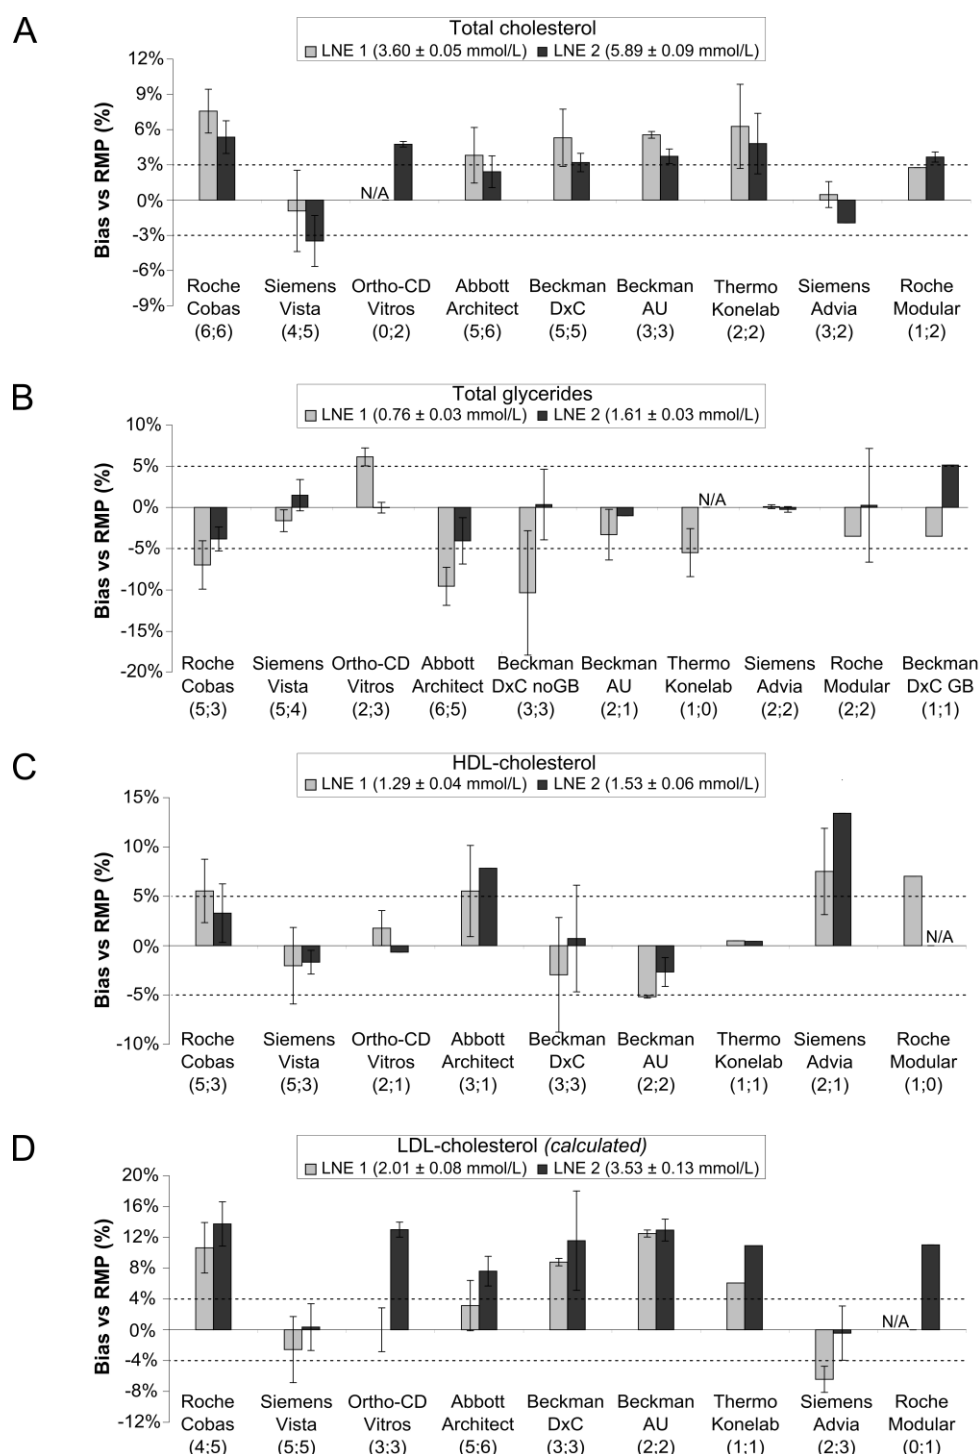 A
Total cholesterol
LNE 1 (3.60 ± 0.05 mmol/L) LNE 2 (5.89 ± 0.09 mmol/L)
Bias vs RMP (%)
12%
9%
6%
3%
0%
-3%
-6%
-9%
N/A
Roche Cobas (6;6)
Siemens Vista (4;5)
Ortho-CD Vitros (0;2)
Abbott Architect (5;6)
Beckman DxC (5;5)
Beckman AU (3;3)
Thermo Konelab (2;2)
Siemens Advia (3;2)
Roche Modular (1;2)
B
Total glycerides
LNE 1 (0.76 ± 0.03 mmol/L) LNE 2 (1.61 ± 0.03 mmol/L)
Bias vs RMP (%)
10%
5%
0%
-5%
-10%
-15%
-20%
N/A
Roche Cobas (5;3)
Siemens Vista (5;4)
Ortho-CD Vitros (2;3)
Abbott Architect (6;5)
Beckman DxC noGB (3;3)
Beckman AU (2;1)
Thermo Konelab (1;0)
Siemens Advia (2;2)
Roche Modular (2;2)
Beckman DxC GB (1;1)
C
HDL-cholesterol
LNE 1 (1.29 ± 0.04 mmol/L) LNE 2 (1.53 ± 0.06 mmol/L)
Bias vs RMP (%)
15%
10%
5%
0%
-5%
-10%
N/A
Roche Cobas (5;3)
Siemens Vista (5;3)
Ortho-CD Vitros (2;1)
Abbott Architect (3;1)
Beckman DxC (3;3)
Beckman AU (2;2)
Thermo Konelab (1;1)
Siemens Advia (2;1)
Roche Modular (1;0)
D
LDL-cholesterol (calculated)
LNE 1 (2.01 ± 0.08 mmol/L) LNE 2 (3.53 ± 0.13 mmol/L)
Bias vs RMP (%)
20%
16%
12%
8%
4%
0%
-4%
-8%
-12%
N/A
Roche Cobas (4:5)
Siemens Vista (5:5)
Ortho-CD Vitros (3:3)
Abbott Architect (5:6)
Beckman DxC (3:3)
Beckman AU (2:2)
Thermo Konelab (1:1)
Siemens Advia (2:3)
Roche Modular (0:1)